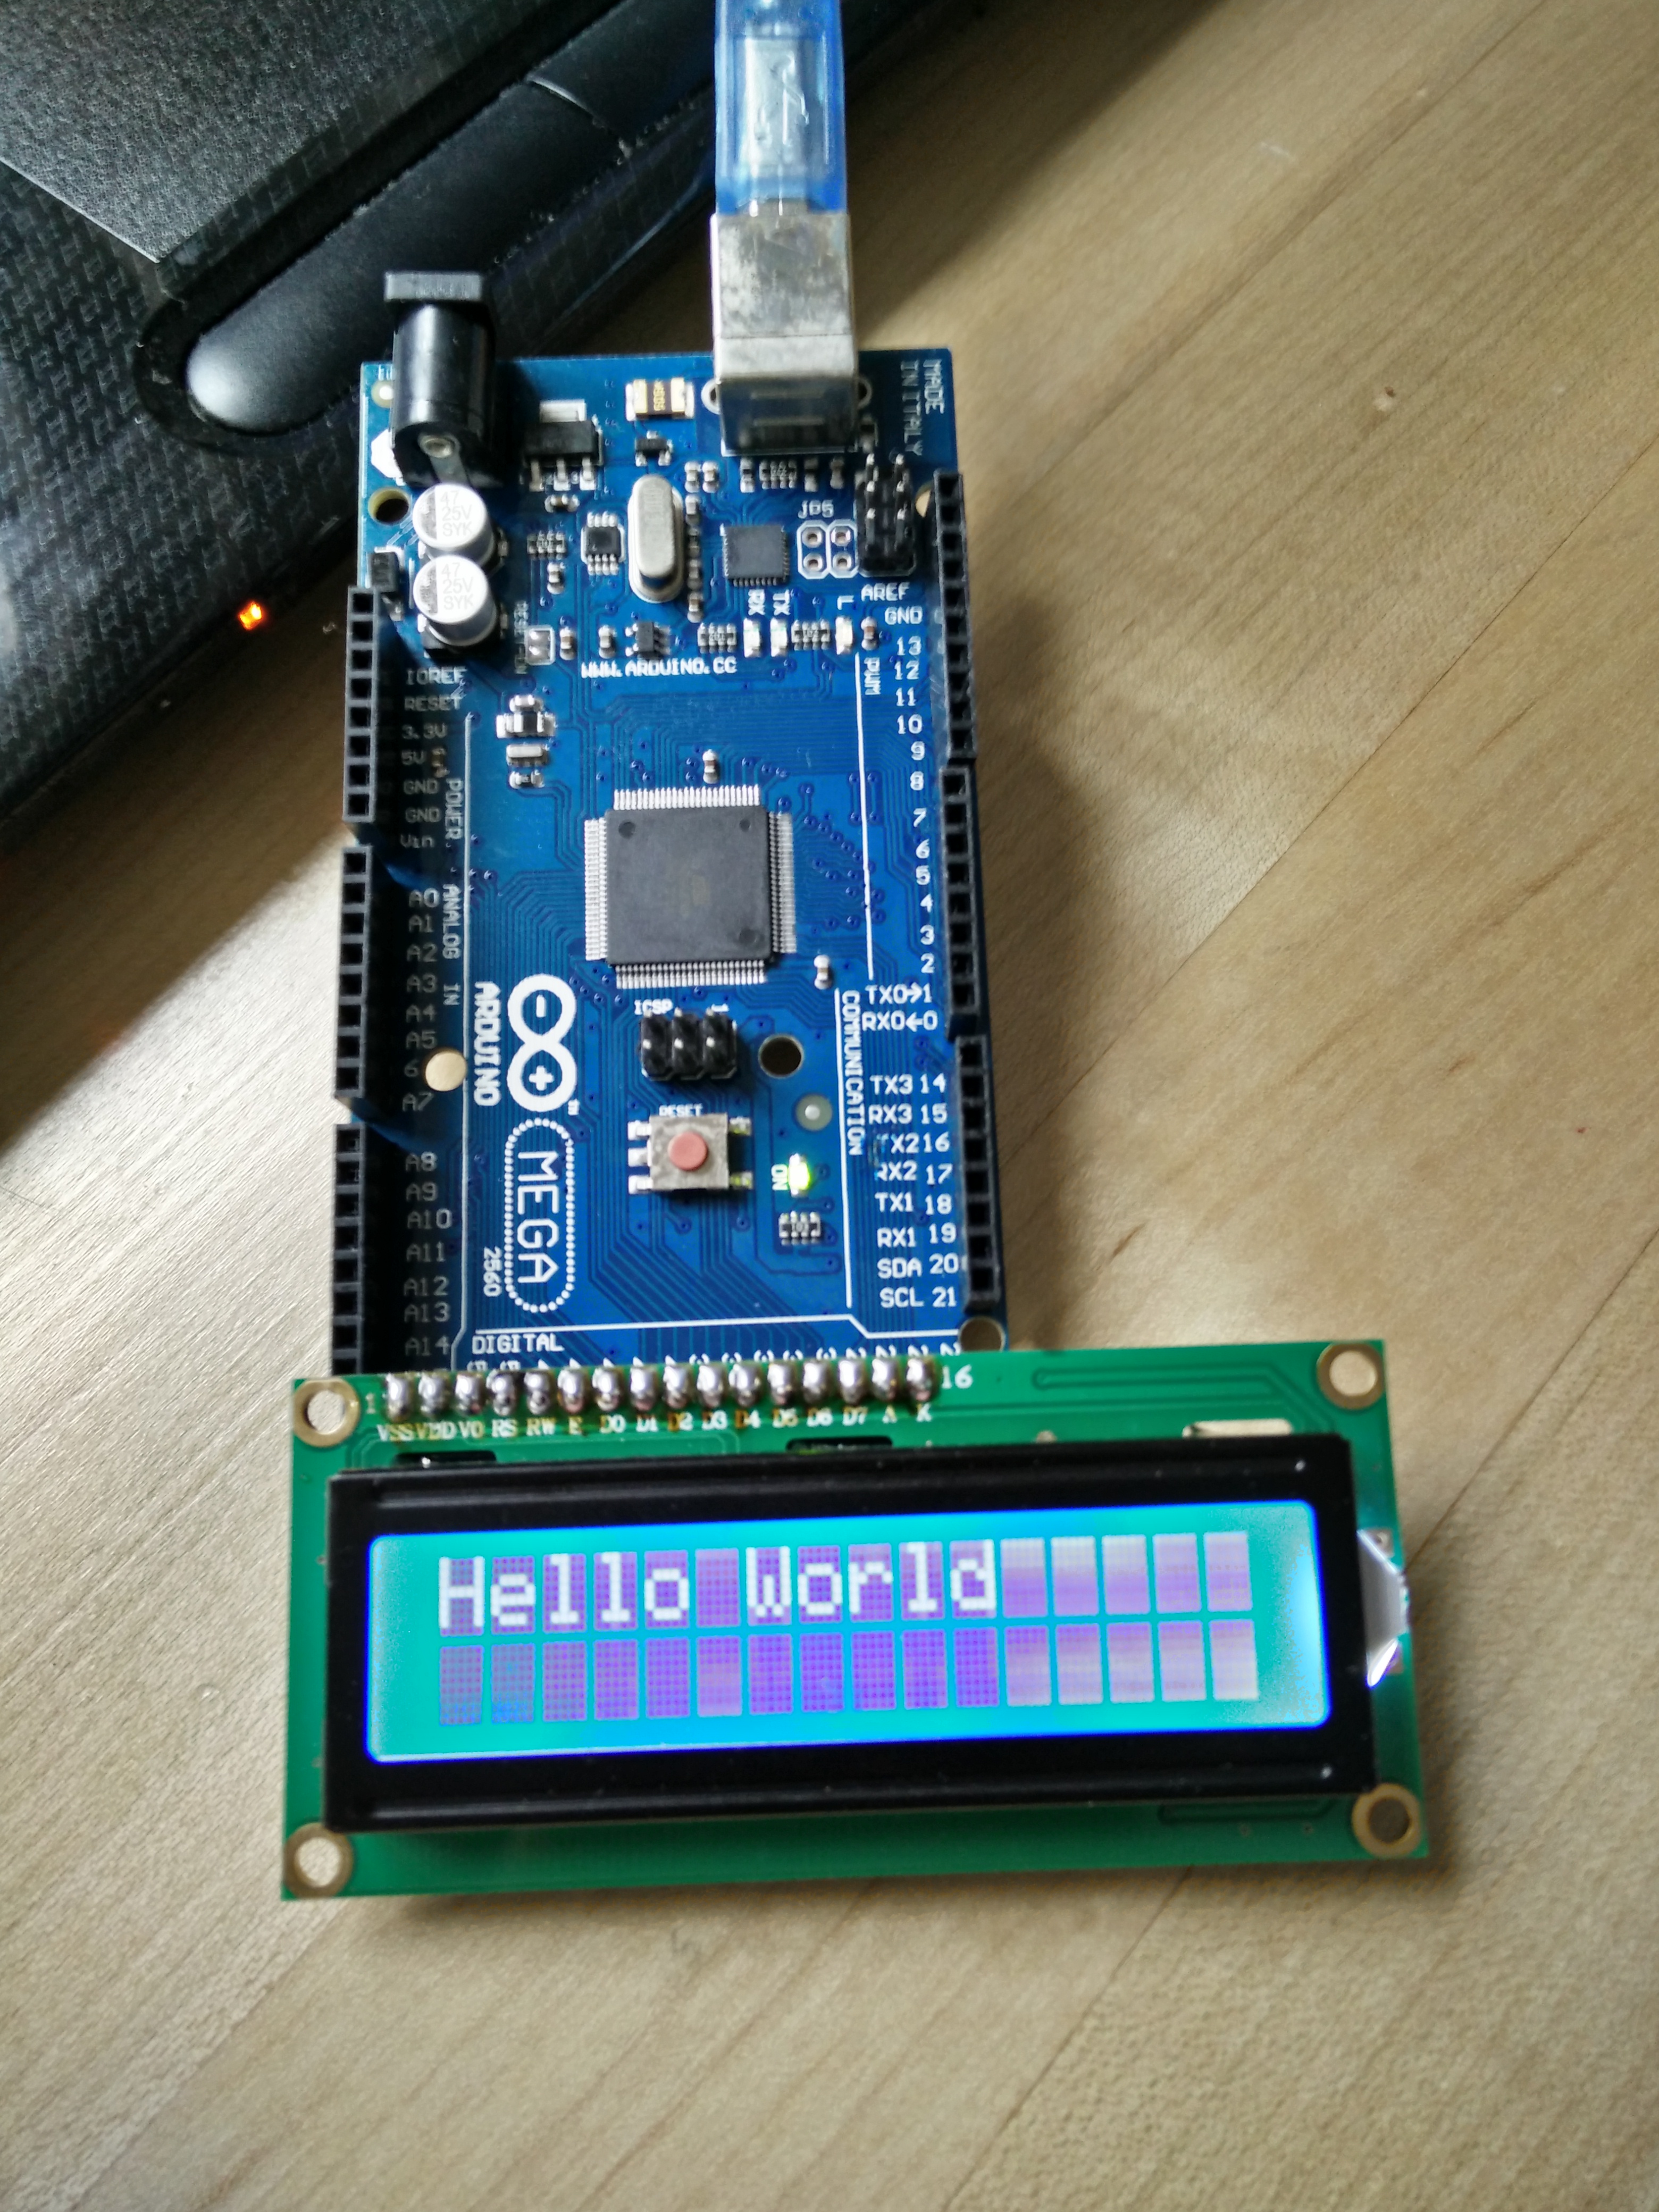 MADE
IN ITALY
47
25V
SYK
47
25V
SYK
JP5
AREF
GND
RX
TX
L
13
12
11
10
9
8
7
6
5
4
3
2
TX0→1
RX0←0
PWM
WWW.ARDUINO.CC
IOREF
RESET
3.3V
5V
GND
GND
Vin
POWER
A0
A1
A2
A3
A4
A5
6
A7
ANALOG IN
A8
A9
A10
A11
A12
A13
A14
ICSP
RESET
ON
ARDUINO
MEGA
2560
COMMUNICATION
TX3 14
RX3 15
TX2 16
RX2 17
TX1 18
RX1 19
SDA 20
SCL 21
DIGITAL
1
16
VSS VDD VO RS RW E D0 D1 D2 D3 D4 D5 D6 D7 A K
Hello World